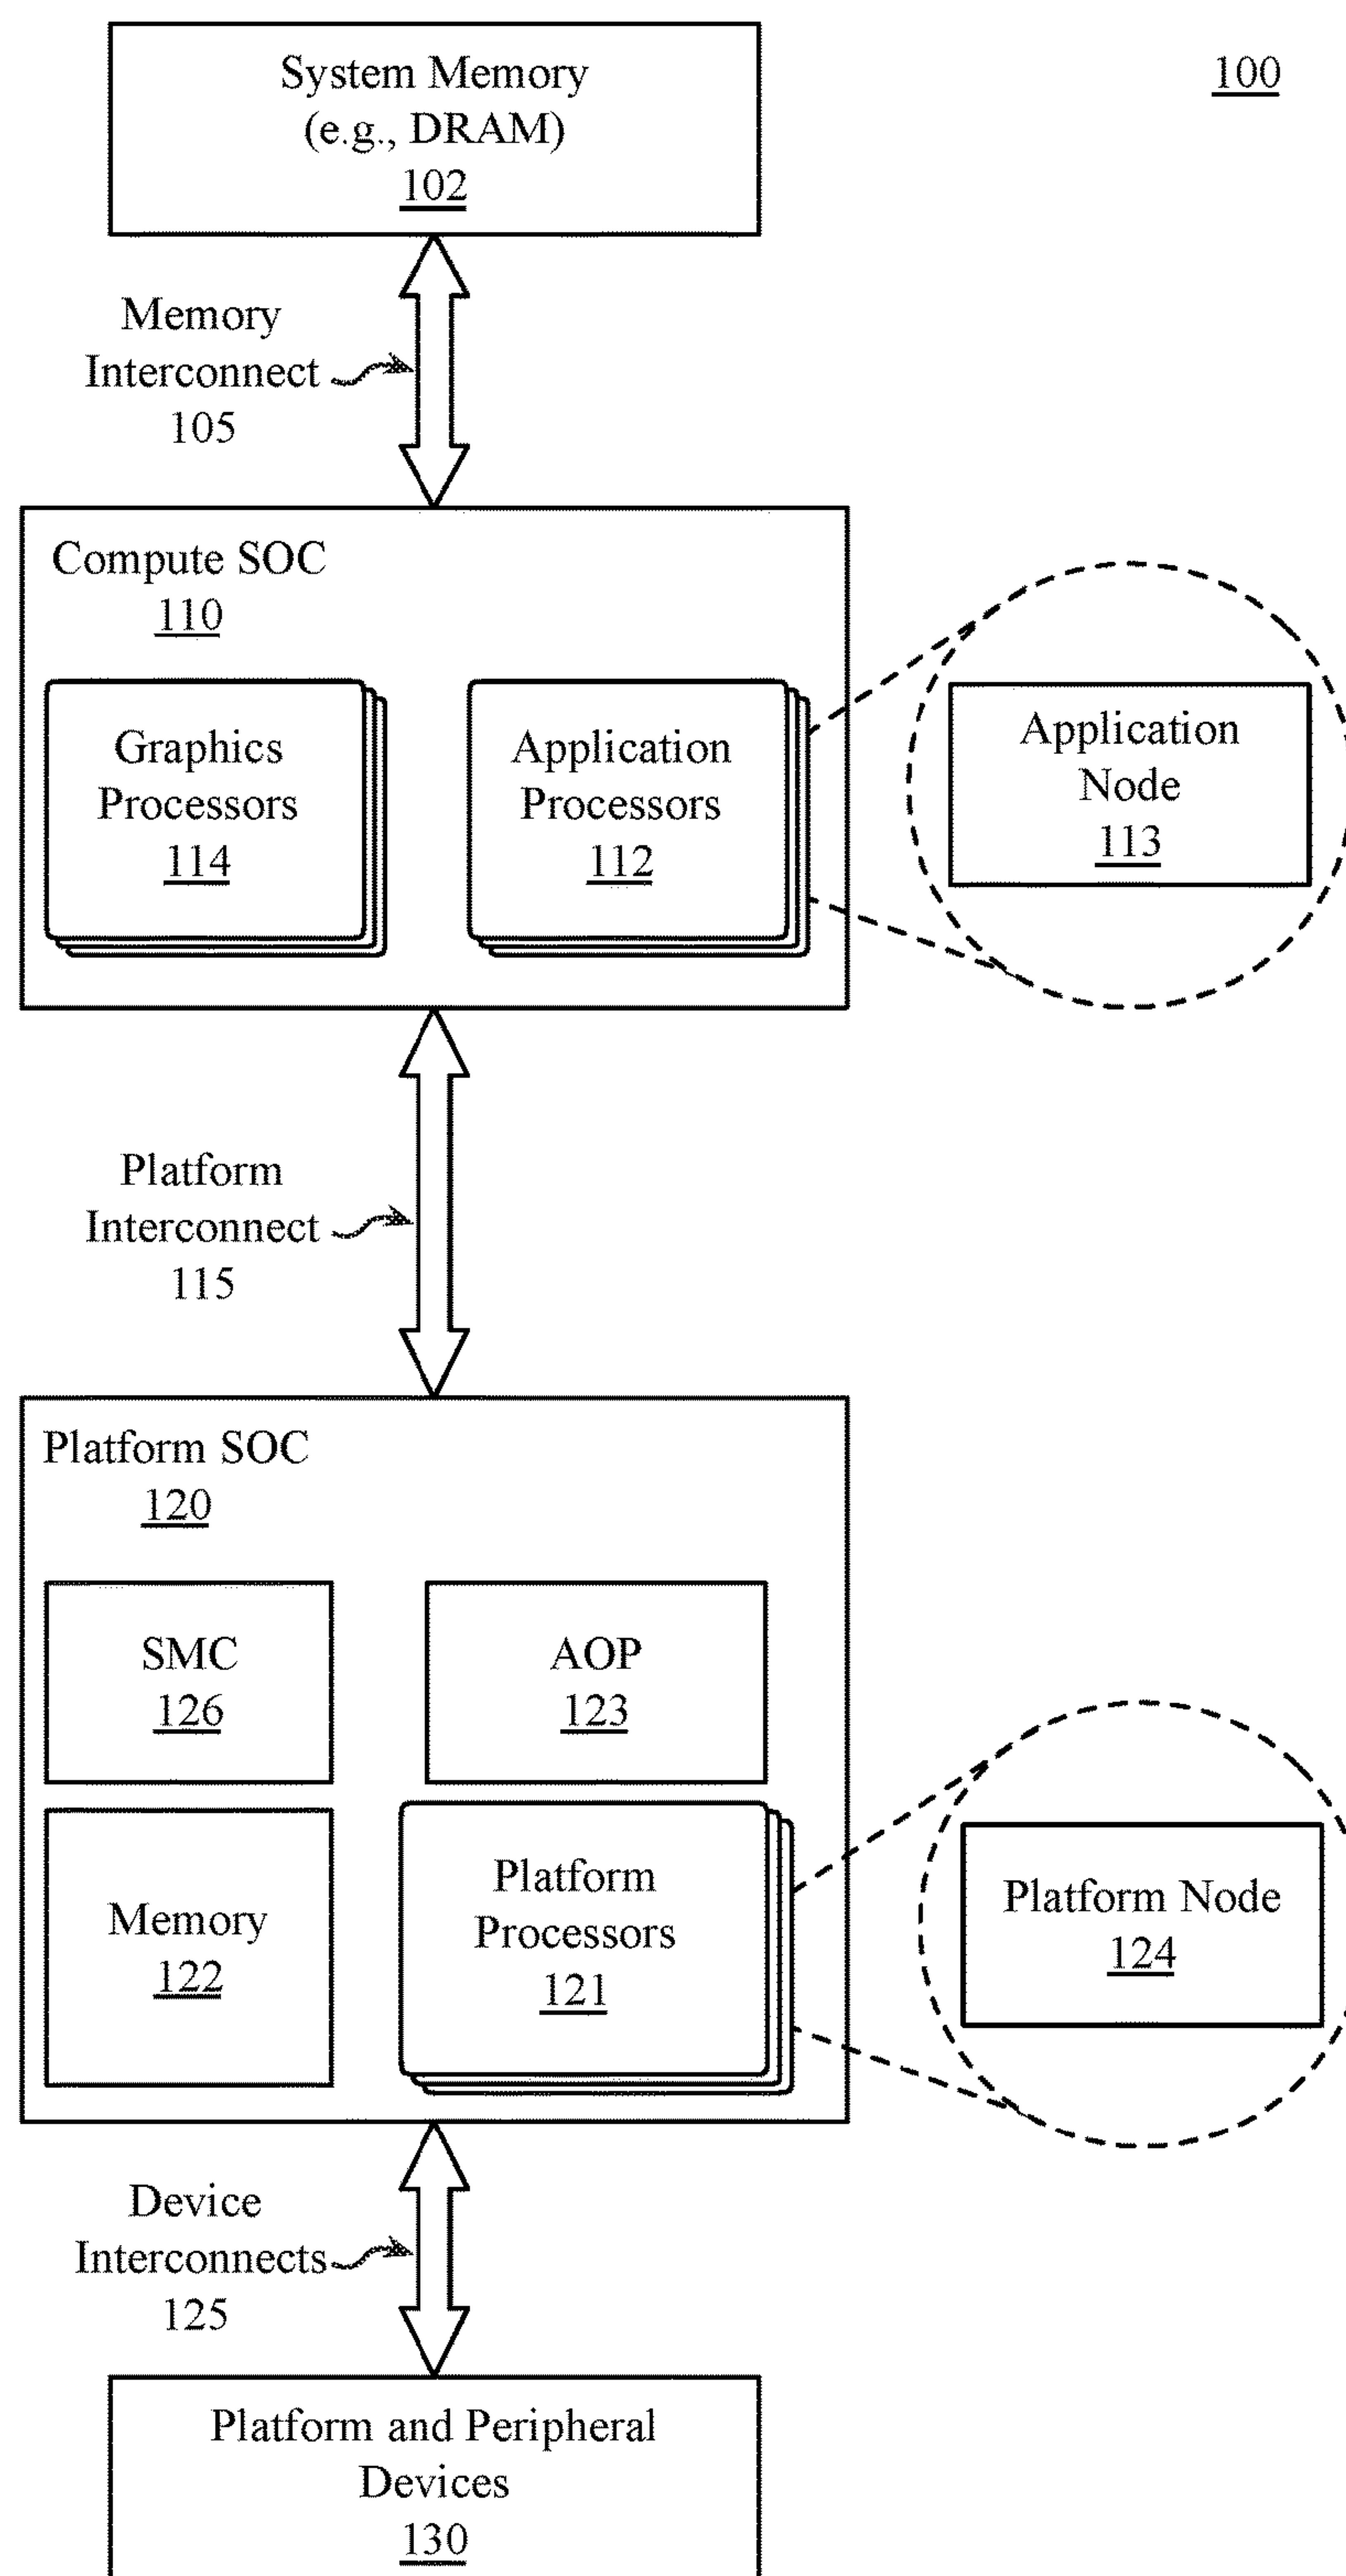 System Memory
(e.g., DRAM)
102
100
Memory
Interconnect
105
Compute SOC
110
Graphics
Processors
114
Application
Processors
112
Application
Node
113
Platform
Interconnect
115
Platform SOC
120
SMC
126
AOP
123
Memory
122
Platform
Processors
121
Platform Node
124
Device
Interconnects
125
Platform and Peripheral
Devices
130